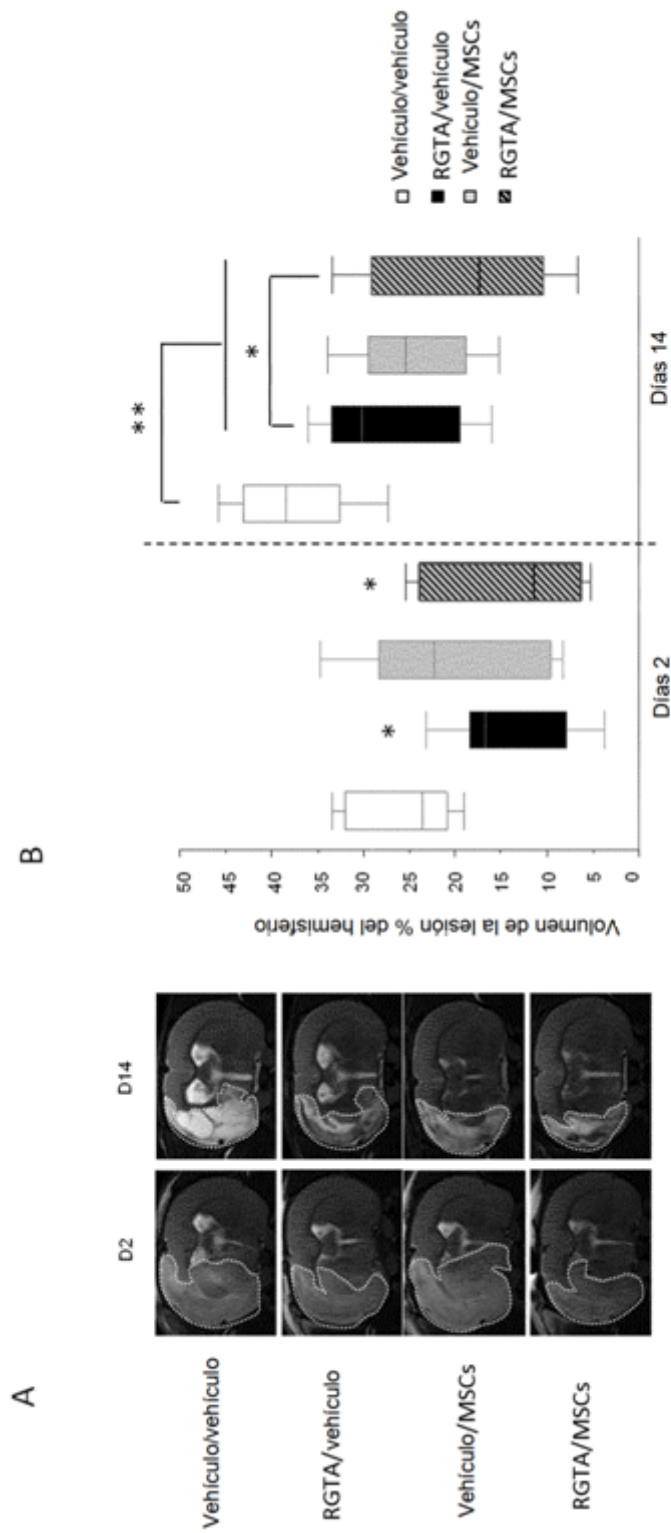 A
D2
D14
Vehículo/vehículo
RGTA/vehículo
Vehículo/MSCs
RGTA/MSCs
B
Volumen de la lesión % del hemisferio
50
45
40
35
30
25
20
15
10
5
0
*
*
**
*
Días 2
Días 14
Vehículo/vehículo
RGTA/vehículo
Vehículo/MSCs
RGTA/MSCs